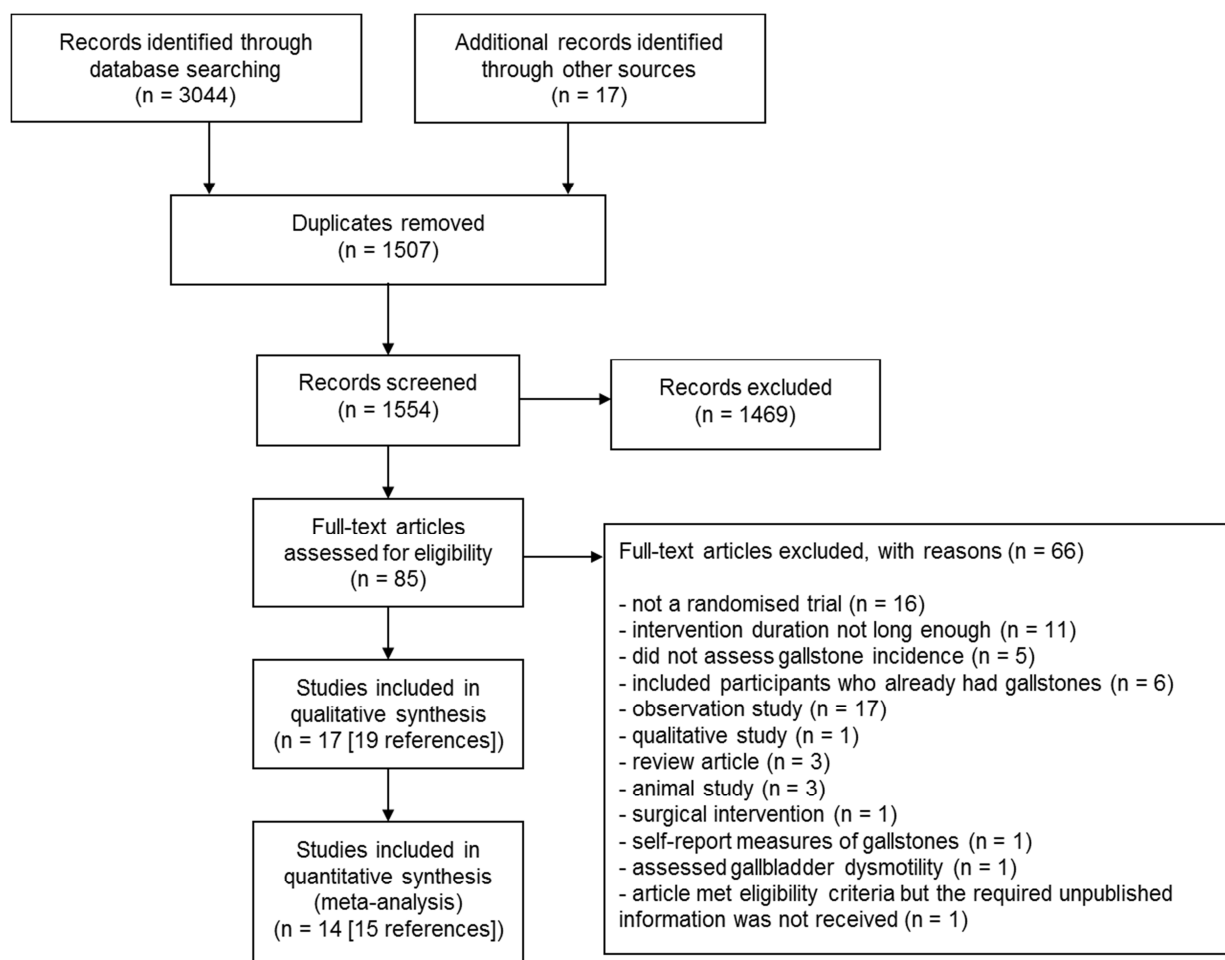 Records identified through
database searching
(n = 3044)
Additional records identified
through other sources
(n = 17)
Duplicates removed
(n = 1507)
Records screened
(n = 1554)
Records excluded
(n = 1469)
Full-text articles
assessed for eligibility
(n = 85)
Full-text articles excluded, with reasons (n = 66)
- not a randomised trial (n = 16)
- intervention duration not long enough (n = 11)
- did not assess gallstone incidence (n = 5)
- included participants who already had gallstones (n = 6)
- observation study (n = 17)
- qualitative study (n = 1)
- review article (n = 3)
- animal study (n = 3)
- surgical intervention (n = 1)
- self-report measures of gallstones (n = 1)
- assessed gallbladder dysmotility (n = 1)
- article met eligibility criteria but the required unpublished
information was not received (n = 1)
Studies included in
qualitative synthesis
(n = 17 [19 references])
Studies included in
quantitative synthesis
(meta-analysis)
(n = 14 [15 references])